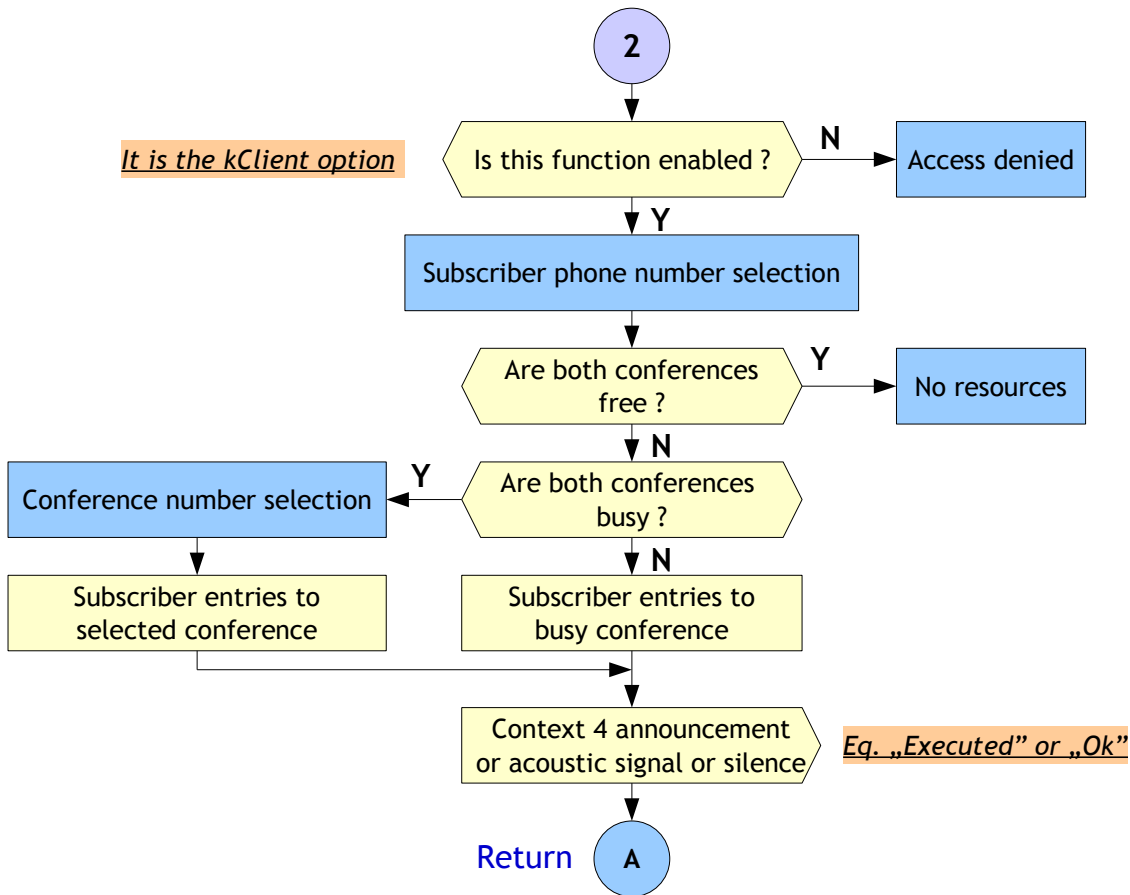 2
It is the kClient option
Is this function enabled ?
N
Access denied
Y
Subscriber phone number selection
Are both conferences
free ?
Y
No resources
N
Conference number selection
Y
Are both conferences
busy ?
N
Subscriber entries to
selected conference
Subscriber entries to
busy conference
Context 4 announcement
or acoustic signal or silence
Eq. „Executed” or „Ok”
Return
A